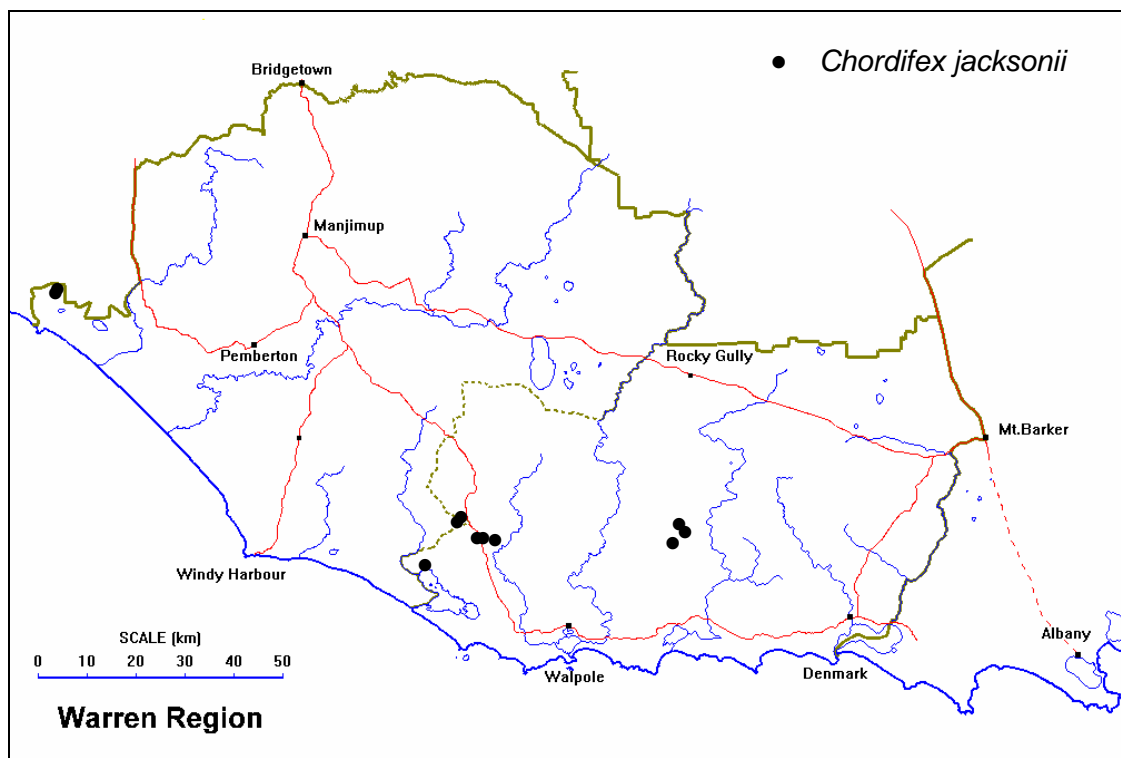 Chordifex jacksonii
Bridgetown
Manjimup
Pemberton
Rocky Gully
Mt.Barker
Windy Harbour
SCALE (km)
0 10 20 30 40 50
Walpole
Denmark
Albany
Warren Region